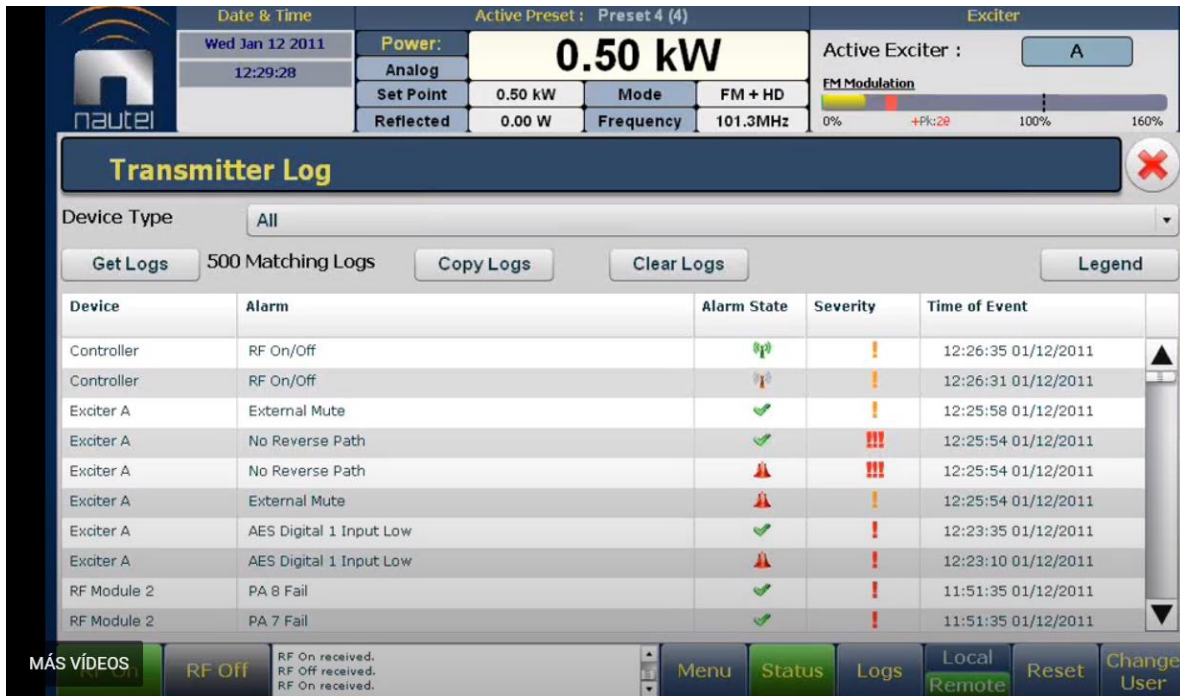 Date & Time
Active Preset : Preset 4 (4)
Exciter
Wed Jan 12 2011
Power:
0.50 kW
Active Exciter :
A
12:29:28
Analog
FM Modulation
Set Point
0.50 kW
Mode
FM + HD
nautel
Reflected
0.00 W
Frequency
101.3MHz
0%
+Pk:20
100%
160%
Transmitter Log
Device Type
All
Get Logs
500 Matching Logs
Copy Logs
Clear Logs
Legend
Device Alarm Alarm State Severity Time of Event
Controller RF On/Off ! 12:26:35 01/12/2011
Controller RF On/Off ! 12:26:31 01/12/2011
Exciter A External Mute ! 12:25:58 01/12/2011
Exciter A No Reverse Path !!! 12:25:54 01/12/2011
Exciter A No Reverse Path !!! 12:25:54 01/12/2011
Exciter A External Mute ! 12:25:54 01/12/2011
Exciter A AES Digital 1 Input Low ! 12:23:35 01/12/2011
Exciter A AES Digital 1 Input Low ! 12:23:10 01/12/2011
RF Module 2 PA 8 Fail ! 11:51:35 01/12/2011
RF Module 2 PA 7 Fail ! 11:51:35 01/12/2011
MÁS VÍDEOS
RF On
RF Off
RF On received.
RF Off received.
RF On received.
Menu
Status
Logs
Local
Remote
Reset
Change
User